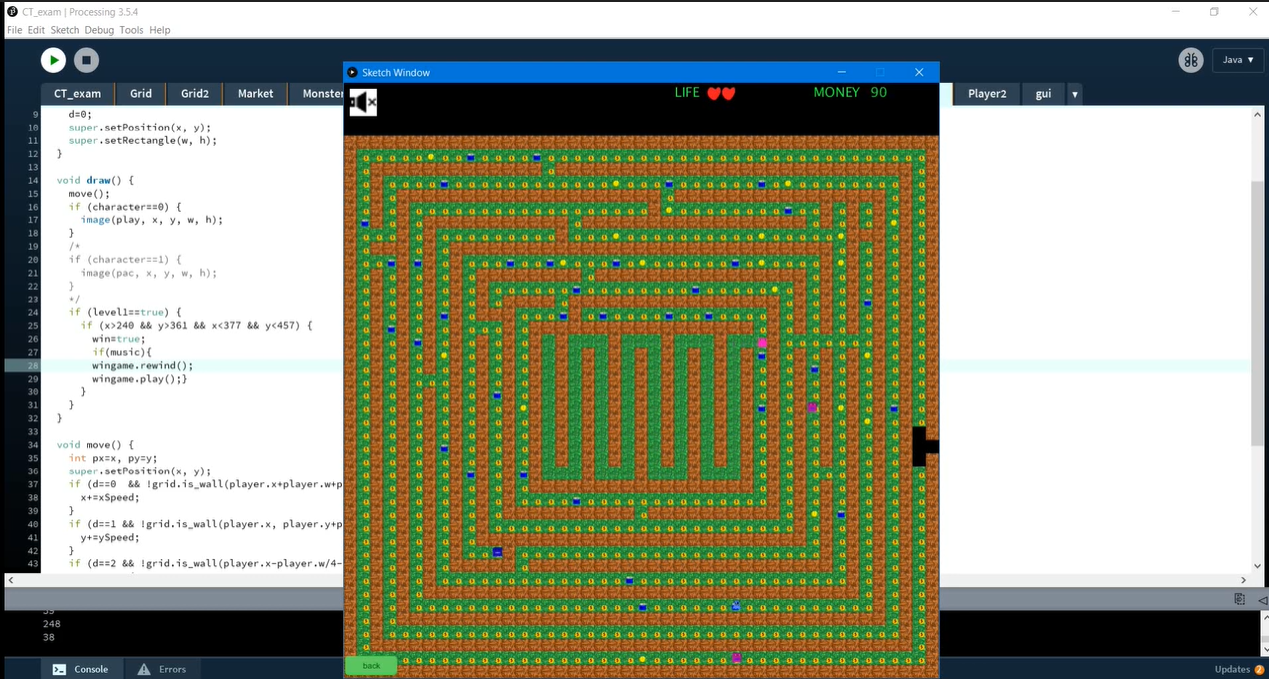 CT_exam | Processing 3.5.4
File Edit Sketch Debug Tools Help
Java ▼
CT_exam Grid Grid2 Market Monster Player2 gui ▼
Sketch Window
LIFE MONEY 90
9 d=0;
10 super.setPosition(x, y);
11 super.setRectangle(w, h);
12 }
13
14 void draw() {
15 move();
16 if (character==0) {
17 image(play, x, y, w, h);
18 }
19 /*
20 if (character==1) {
21 image(pac, x, y, w, h);
22 }
23 */
24 if (level1==true) {
25 if (x>240 && y>361 && x<377 && y<457) {
26 win=true;
27 if(music){
28 wingame.rewind();
29 wingame.play();}
30 }
31 }
32 }
33
34 void move() {
35 int px=x, py=y;
36 super.setPosition(x, y);
37 if (d==0 && !grid.is_wall(player.x+player.w+p
38 x+=xSpeed;
39 }
40 if (d==1 && !grid.is_wall(player.x, player.y+p
41 y+=ySpeed;
42 }
43 if (d==2 && !grid.is_wall(player.x-player.w/4-
back
248
38
Console Errors
Updates 2